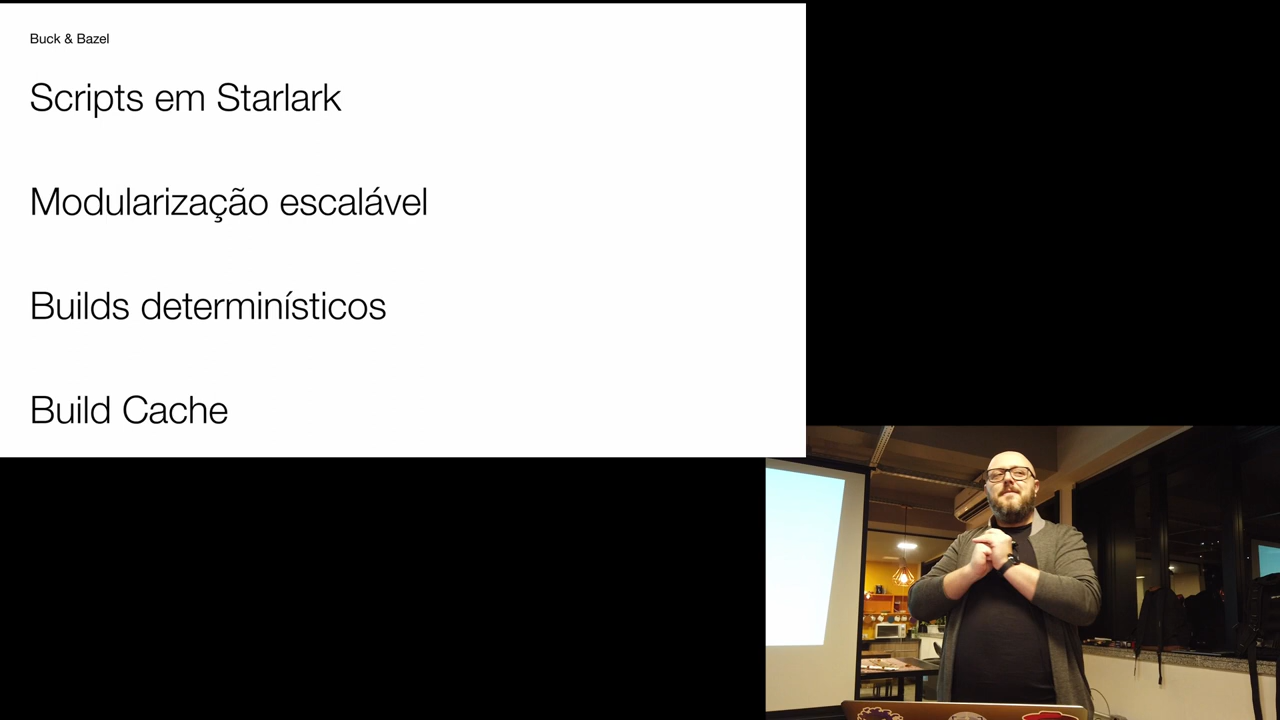 Buck & Bazel
Scripts em Starlark
Modularização escalável
Builds determinísticos
Build Cache